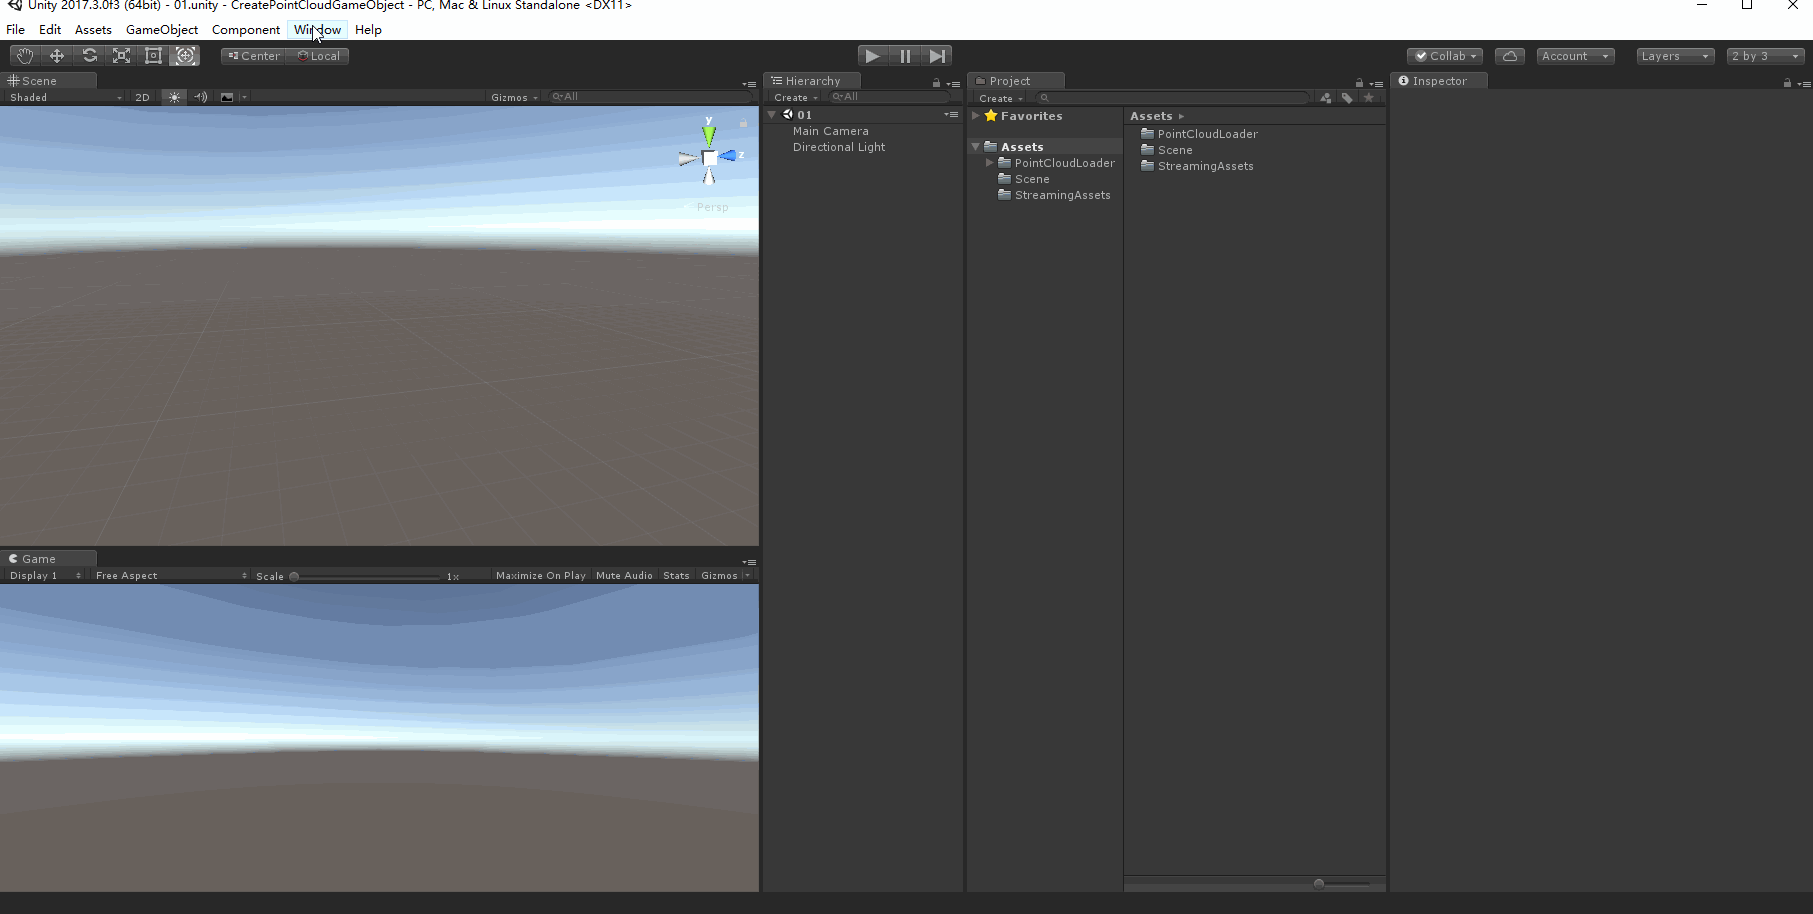 Unity 2017.3.0f3 (64bit) - 01.unity - CreatePointCloudGameObject - PC, Mac & Linux Standalone <DX11>
File Edit Assets GameObject Component Window Help
Center Local Collab Account Layers 2 by 3
Scene
Shaded 2D Gizmos All
y
z
Persp
Game
Display 1 Free Aspect Scale 1x Maximize On Play Mute Audio Stats Gizmos
Hierarchy
Create All
01
Main Camera
Directional Light
Project
Create
Favorites
Assets
PointCloudLoader
Scene
StreamingAssets
Assets
PointCloudLoader
Scene
StreamingAssets
Inspector